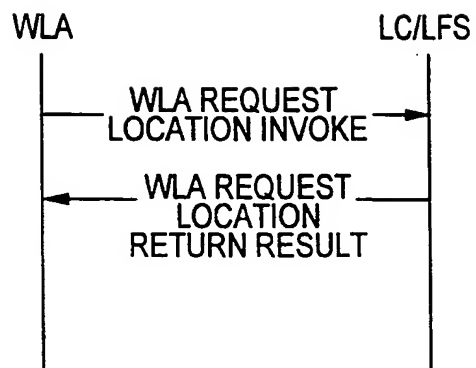 WLA
LC/LFS
WLA REQUEST
LOCATION INVOKE
WLA REQUEST
LOCATION
RETURN RESULT